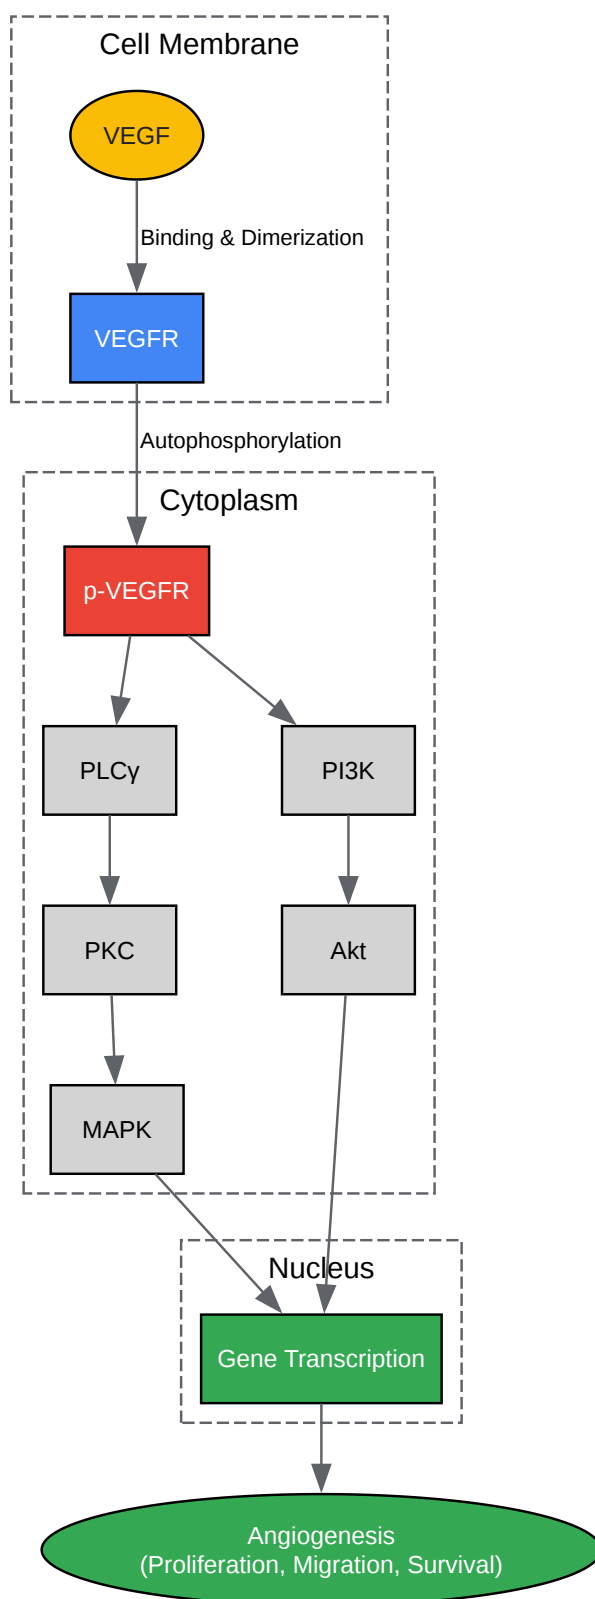 Cell Membrane
VEGF
Binding & Dimerization
VEGFR
Autophosphorylation
Cytoplasm
p-VEGFR
PLCγ
PI3K
PKC
Akt
MAPK
Nucleus
Gene Transcription
Angiogenesis
(Proliferation, Migration, Survival)